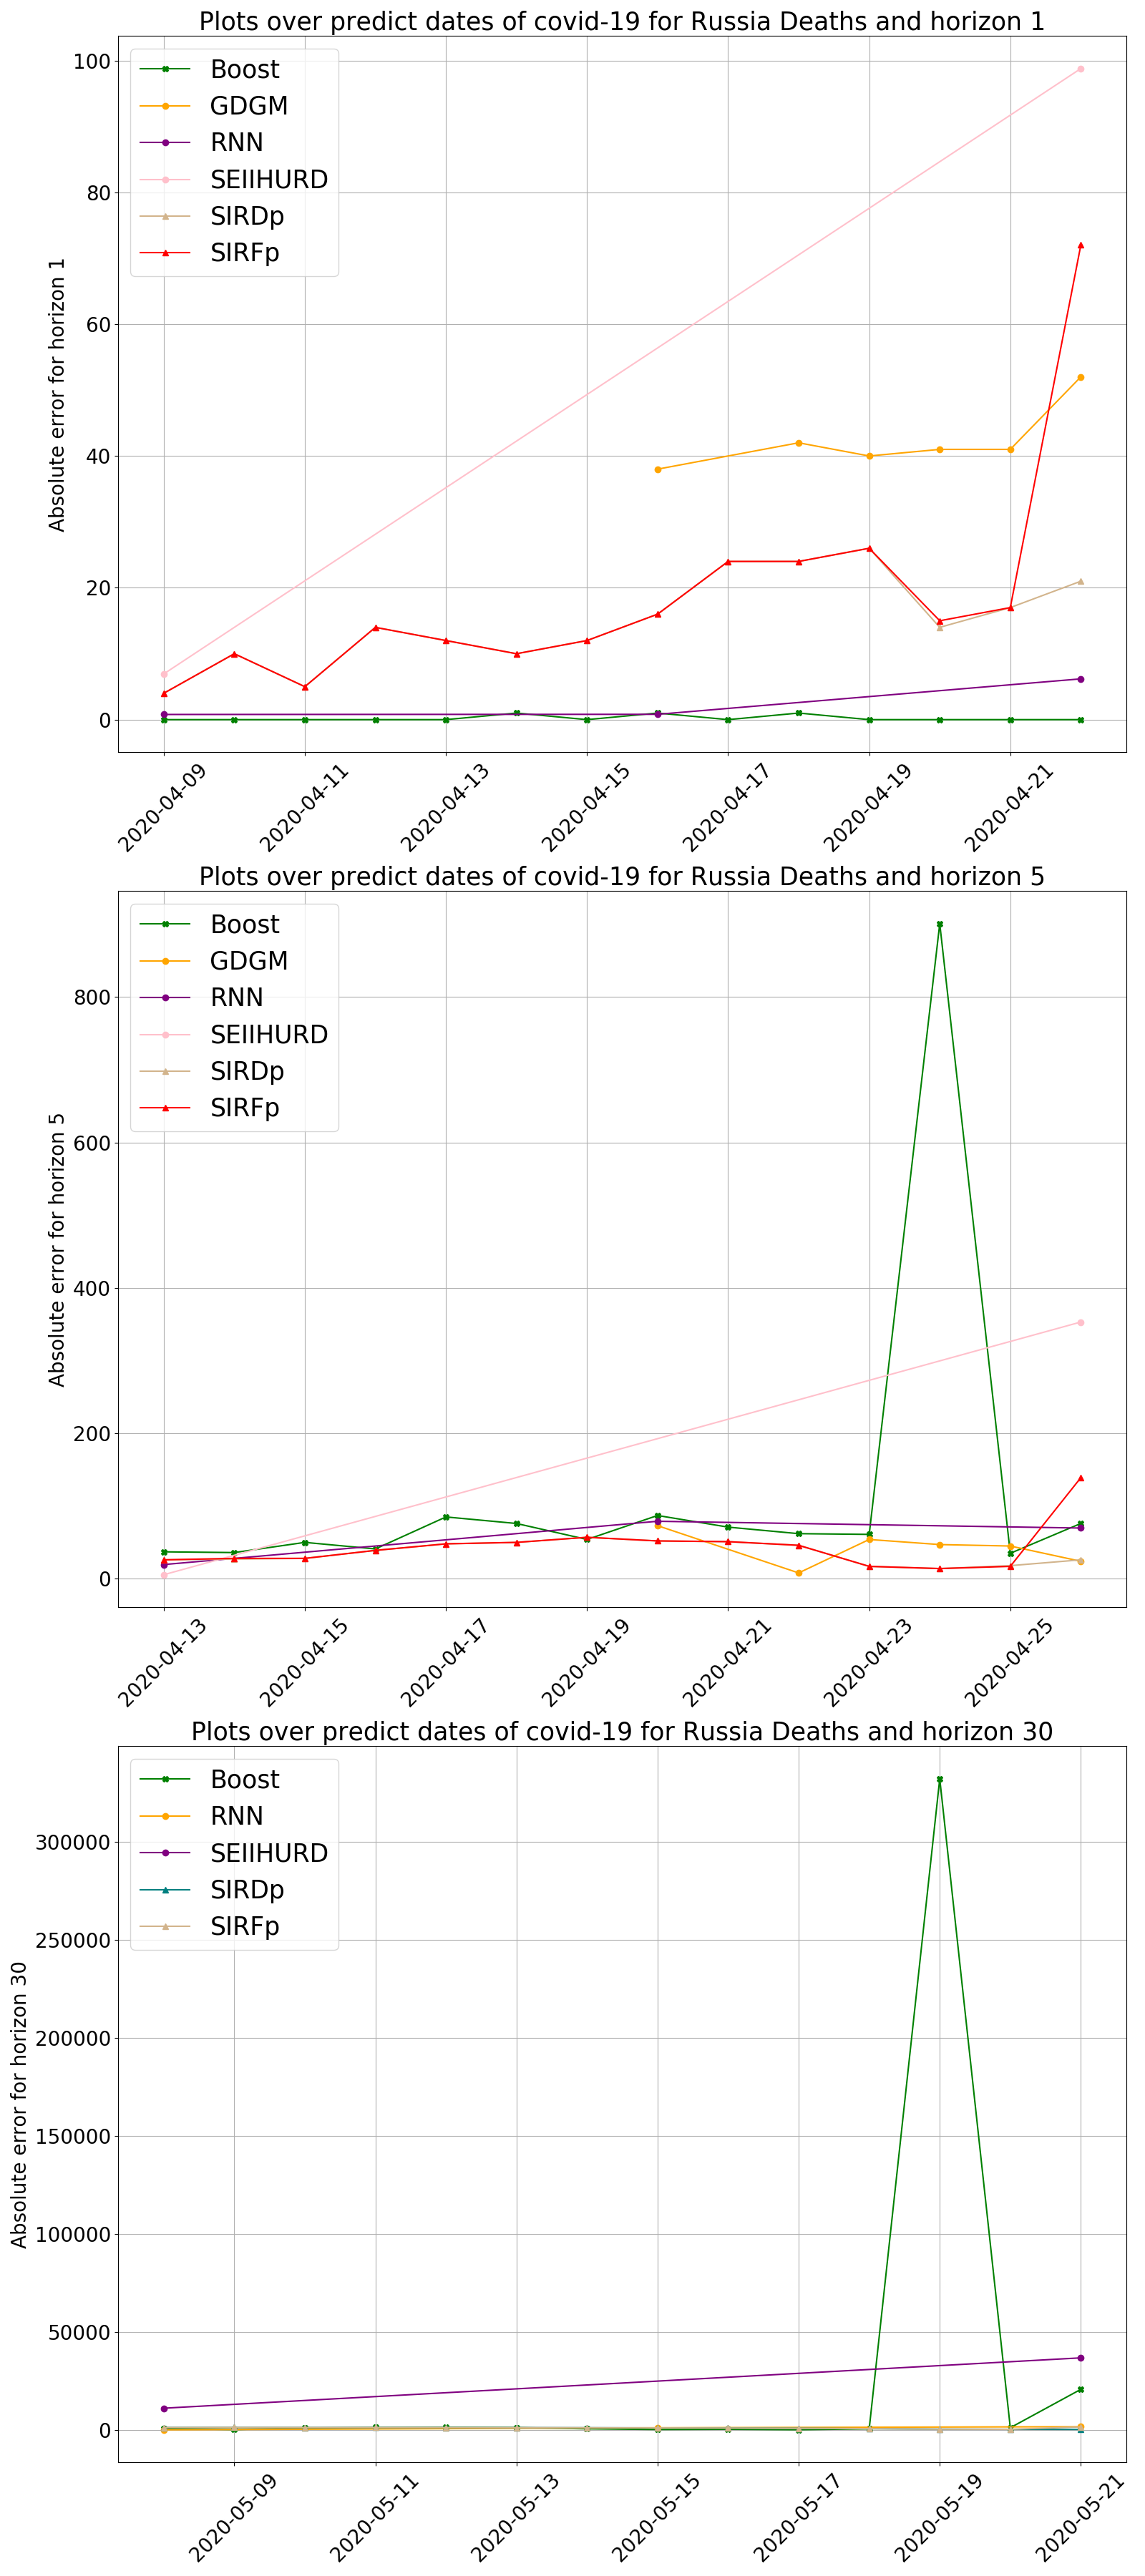 Plots over predict dates of covid-19 for Russia Deaths and horizon 1
Absolute error for horizon 1
100
80
60
40
20
0
Boost
GDGM
RNN
SEIIHURD
SIRDp
SIRFp
2020-04-09
2020-04-11
2020-04-13
2020-04-15
2020-04-17
2020-04-19
2020-04-21
Plots over predict dates of covid-19 for Russia Deaths and horizon 5
Absolute error for horizon 5
800
600
400
200
0
Boost
GDGM
RNN
SEIIHURD
SIRDp
SIRFp
2020-04-13
2020-04-15
2020-04-17
2020-04-19
2020-04-21
2020-04-23
2020-04-25
Plots over predict dates of covid-19 for Russia Deaths and horizon 30
Absolute error for horizon 30
300000
250000
200000
150000
100000
50000
0
Boost
RNN
SEIIHURD
SIRDp
SIRFp
2020-05-09
2020-05-11
2020-05-13
2020-05-15
2020-05-17
2020-05-19
2020-05-21